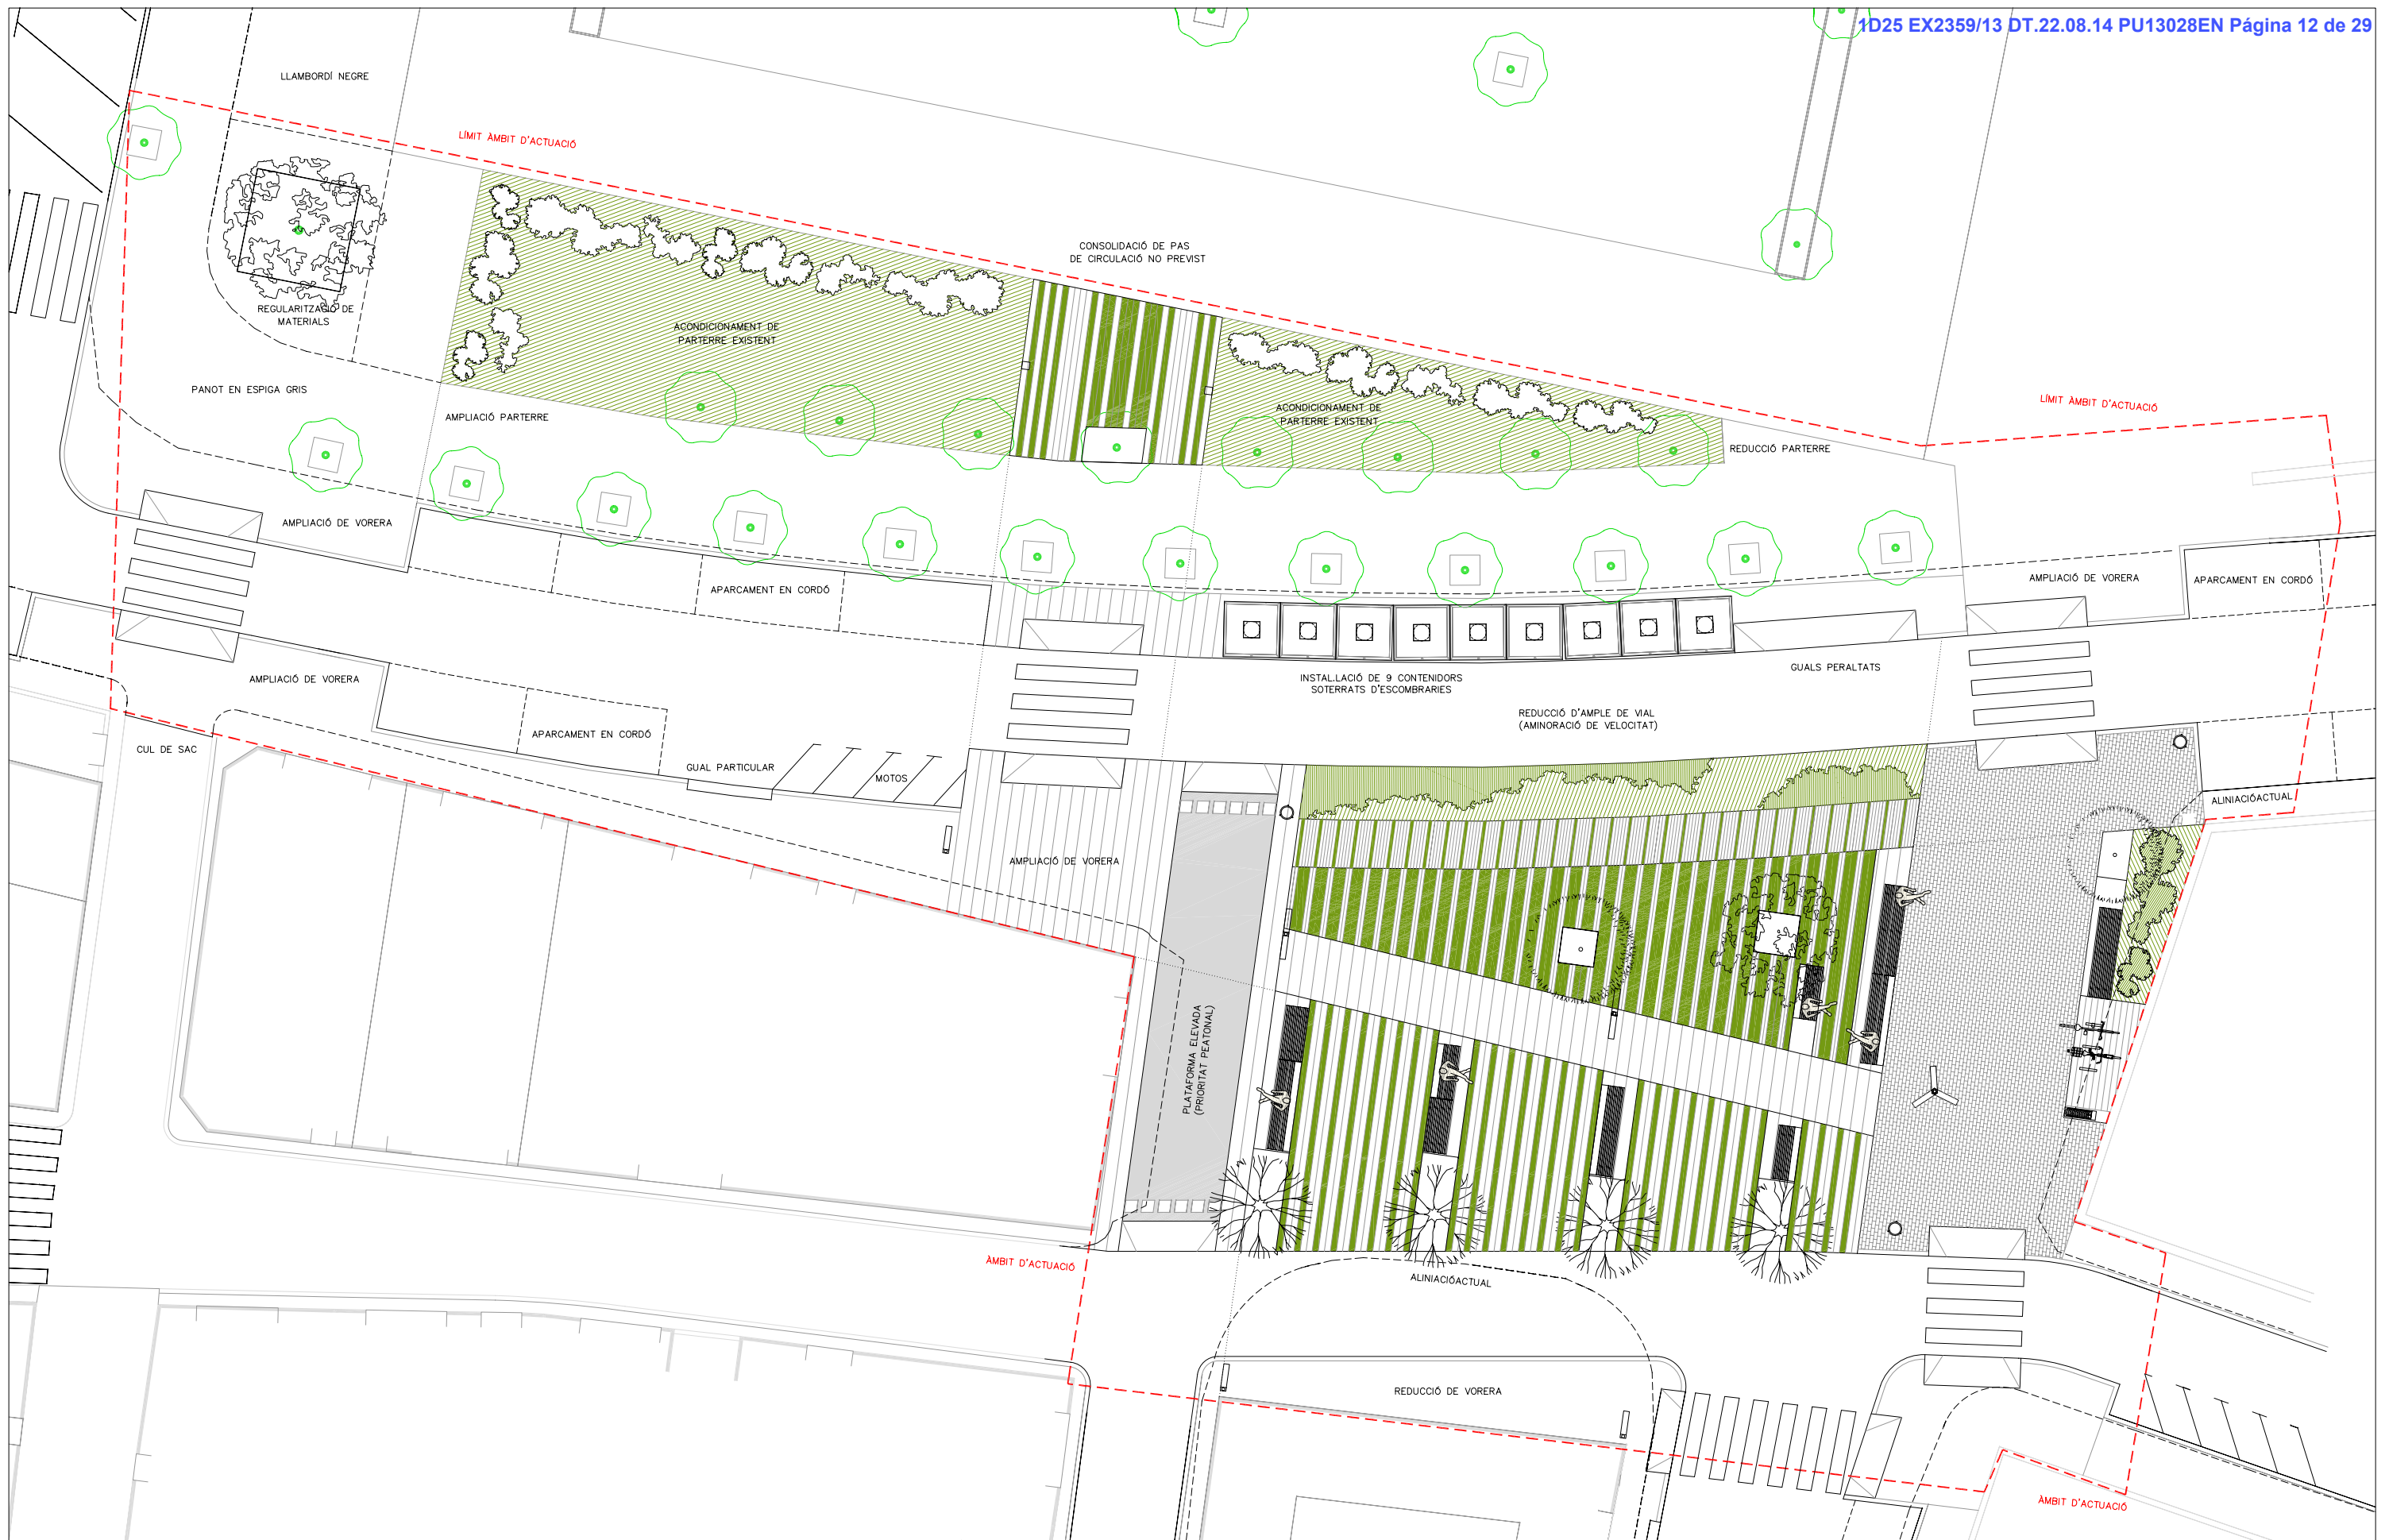 1D25 EX2359/13 DT.22.08.14 PU13028EN Página 12 de 29
LLAMBORDÍ NEGRE
LÍMIT ÀMBIT D'ACTUACIÓ
CONSOLIDACIÓ DE PAS
DE CIRCULACIÓ NO PREVIST
REGULARITZACIÓ DE
MATERIALS
ACONDICIONAMENT DE
PARTERRE EXISTENT
PANOT EN ESPIGA GRIS
AMPLIACIÓ PARTERRE
ACONDICIONAMENT DE
PARTERRE EXISTENT
LÍMIT ÀMBIT D'ACTUACIÓ
REDUCCIÓ PARTERRE
AMPLIACIÓ DE VORERA
APARCAMENT EN CORDÓ
AMPLIACIÓ DE VORERA
APARCAMENT EN CORDÓ
AMPLIACIÓ DE VORERA
INSTAL.LACIÓ DE 9 CONTENIDORS
SOTERRATS D'ESCOMBRARIES
GUALS PERALTATS
REDUCCIÓ D'AMPLE DE VIAL
(AMINORACIÓ DE VELOCITAT)
CUL DE SAC
APARCAMENT EN CORDÓ
GUAL PARTICULAR
MOTOS
ALINIACIÓACTUAL
AMPLIACIÓ DE VORERA
PLATAFORMA ELEVADA
(PRIORITAT PEATONAL)
ÀMBIT D'ACTUACIÓ
ALINIACIÓACTUAL
REDUCCIÓ DE VORERA
ÀMBIT D'ACTUACIÓ